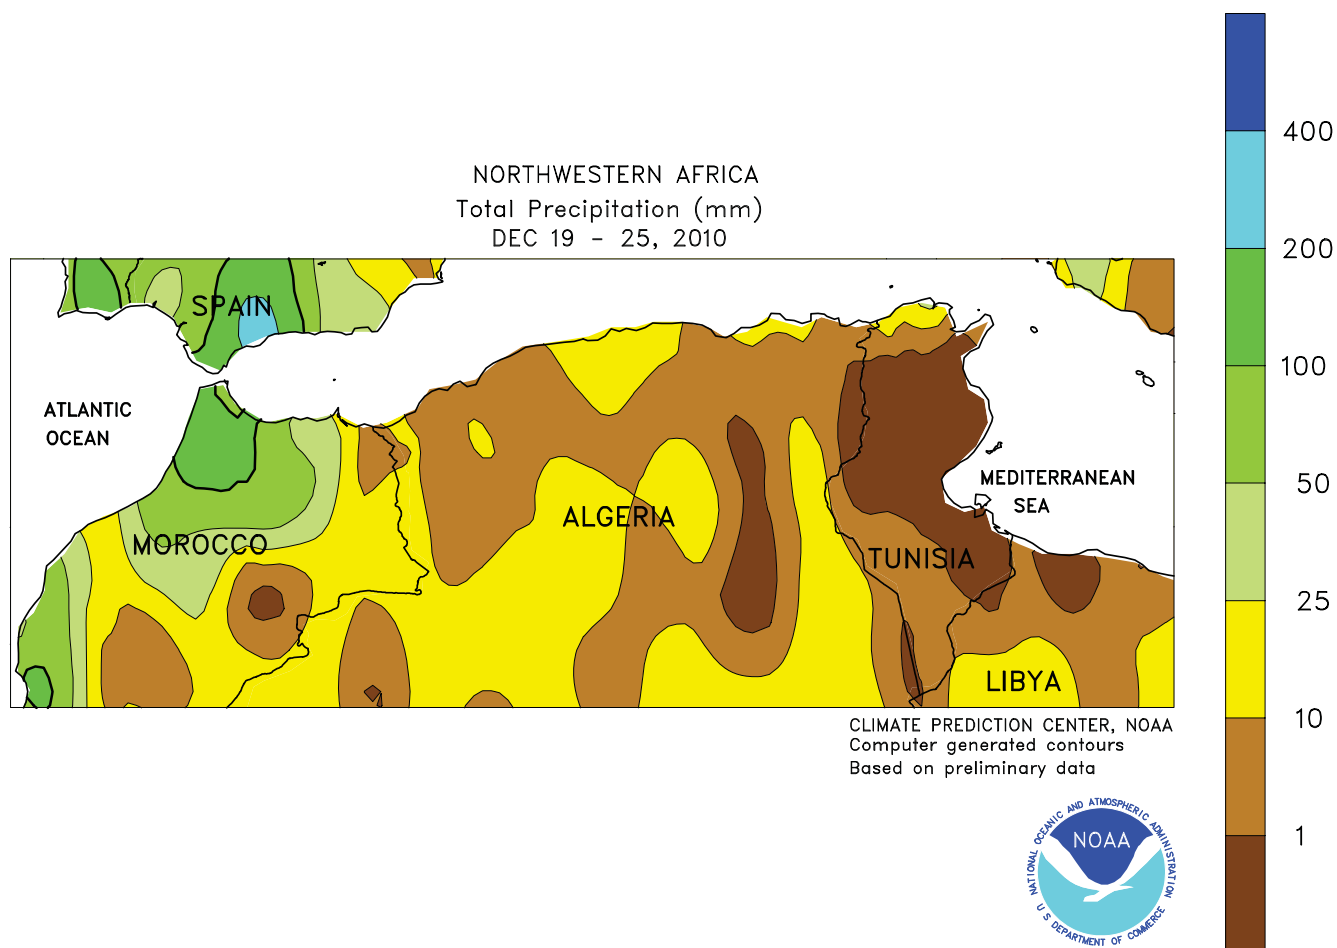 NORTHWESTERN AFRICA
Total Precipitation (mm)
DEC 19 - 25, 2010
SPAIN
ATLANTIC
OCEAN
MEDITERRANEAN
SEA
MOROCCO
ALGERIA
TUNISIA
LIBYA
400
200
100
50
25
10
1
CLIMATE PREDICTION CENTER, NOAA
Computer generated contours
Based on preliminary data
NATIONAL OCEANIC AND ATMOSPHERIC ADMINISTRATION
NOAA
U S DEPARTMENT OF COMMERCE